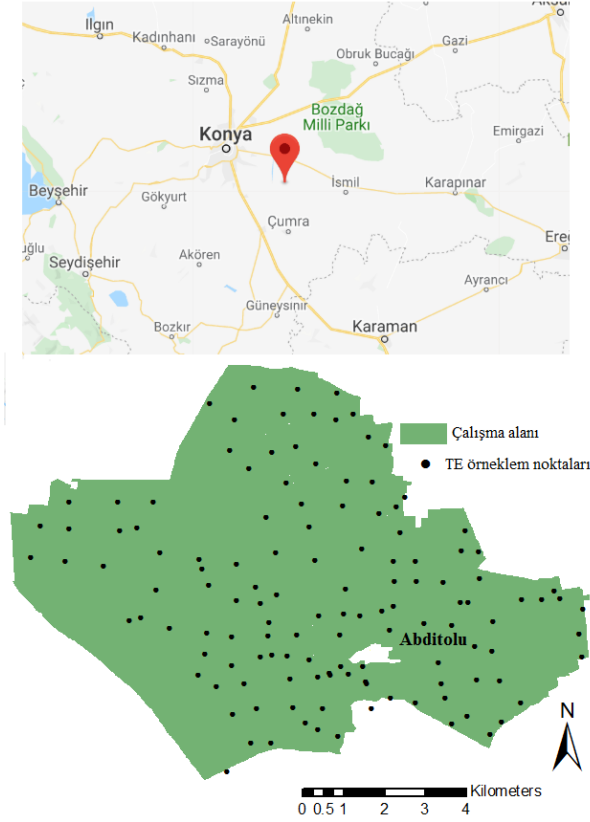 Ilgın
Kadınhanı
Sarayönü
Altınekin
Aksa
Gazi
Obruk Bucağı
Sızma
Bozdağ
Milli Parkı
Konya
Emirgazi
Beyşehir
Gökyurt
İsmil
Karapınar
Çumra
Ereğ
uğlu
Akören
Seydişehir
Ayrancı
Güneysınır
Bozkır
Karaman
Çalışma alanı
TE örneklem noktaları
Abditolu
N
Kilometers
0 0.5 1 2 3 4